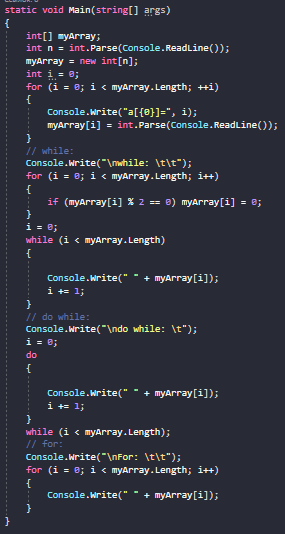 static void Main(string[] args)
{
int[] myArray;
int n = int.Parse(Console.ReadLine());
myArray = new int[n];
int i = 0;
for (i = 0; i < myArray.Length; ++i)
{
Console.Write("a[{0}]=", i);
myArray[i] = int.Parse(Console.ReadLine());
}
// while:
Console.Write("\nwhile: \t\t");
for (i = 0; i < myArray.Length; i++)
{
if (myArray[i] % 2 == 0) myArray[i] = 0;
}
i = 0;
while (i < myArray.Length)
{
Console.Write(" " + myArray[i]);
i += 1;
}
// do while:
Console.Write("\ndo while: \t");
i = 0;
do
{
Console.Write(" " + myArray[i]);
i += 1;
}
while (i < myArray.Length);
// for:
Console.Write("\nFor: \t\t");
for (i = 0; i < myArray.Length; i++)
{
Console.Write(" " + myArray[i]);
}
}